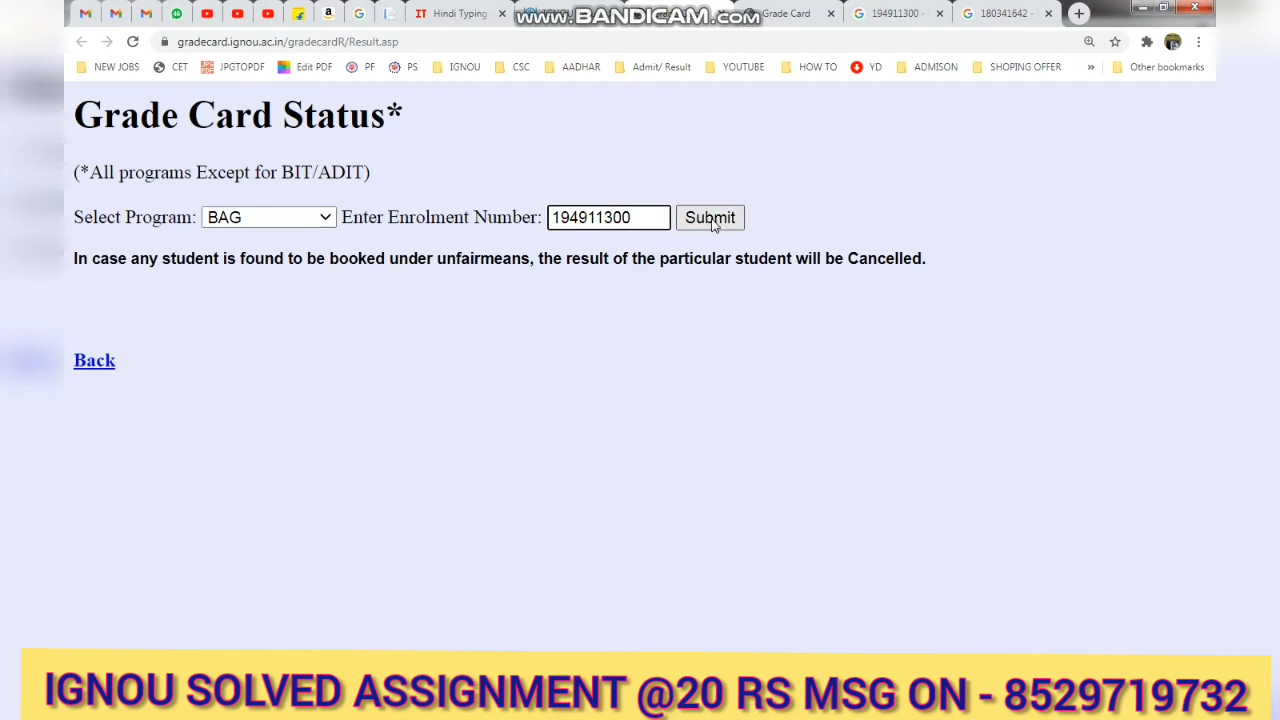 www.BANDICAM.com
IT Hindi Typi
Grade Card
194911300 -
180341642 -
gradecard.ignou.ac.in/gradecardR/Result.asp
NEW JOBS CET JPGTOPDF Edit PDF PF PS IGNOU CSC AADHAR Admit/ Result YOUTUBE HOW TO YD ADMISON SHOPING OFFER » Other bookmarks
Grade Card Status*
(*All programs Except for BIT/ADIT)
Select Program: BAG Enter Enrolment Number: 194911300 Submit
In case any student is found to be booked under unfairmeans, the result of the particular student will be Cancelled.
Back
IGNOU SOLVED ASSIGNMENT @20 RS MSG ON - 8529719732